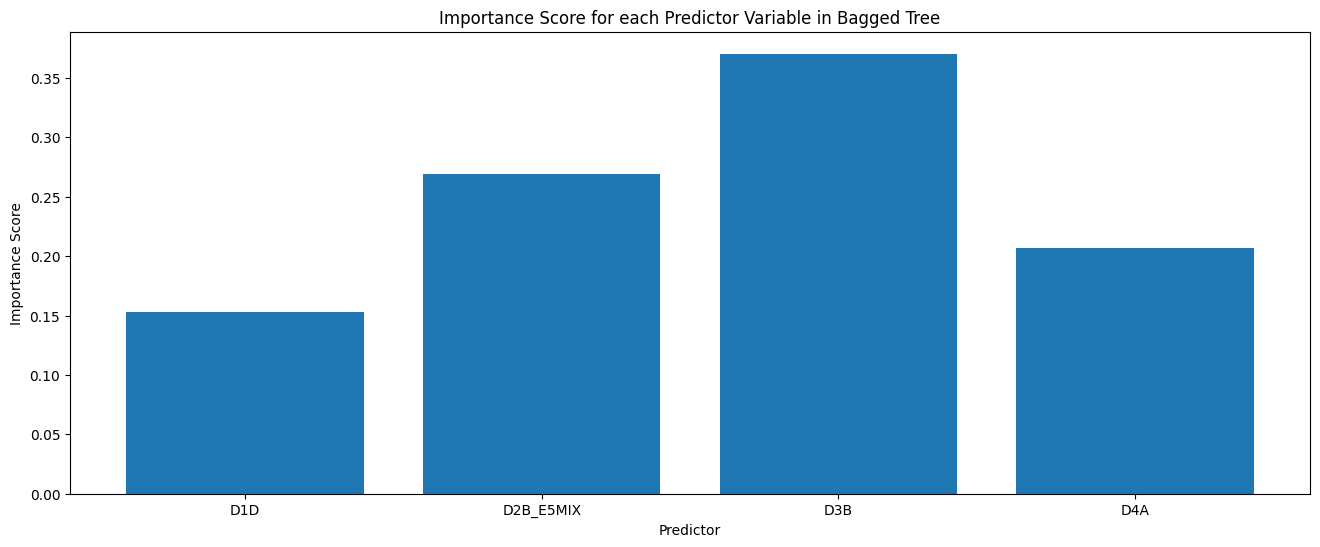 Importance Score for each Predictor Variable in Bagged Tree
Importance Score
0.35
0.30
0.25
0.20
0.15
0.10
0.05
0.00
D1D D2B_E5MIX D3B D4A
Predictor